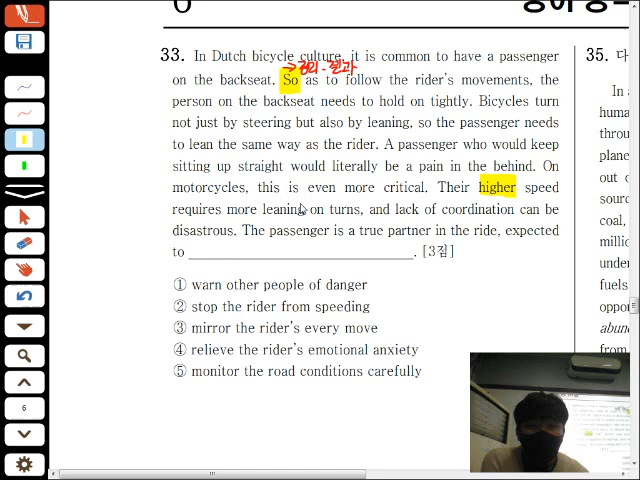 33. In Dutch bicycle culture, it is common to have a passenger
→ 원인 - 결과
on the backseat. So as to follow the rider's movements, the
person on the backseat needs to hold on tightly. Bicycles turn
not just by steering but also by leaning, so the passenger needs
to lean the same way as the rider. A passenger who would keep
sitting up straight would literally be a pain in the behind. On
motorcycles, this is even more critical. Their higher speed
requires more leaning on turns, and lack of coordination can be
disastrous. The passenger is a true partner in the ride, expected
to ______________________________. [3점]
① warn other people of danger
② stop the rider from speeding
③ mirror the rider's every move
④ relieve the rider's emotional anxiety
⑤ monitor the road conditions carefully
35. 다
In a
human
throu
plane
out o
sourc
coal,
millio
under
fuels
oppor
abund
from
6